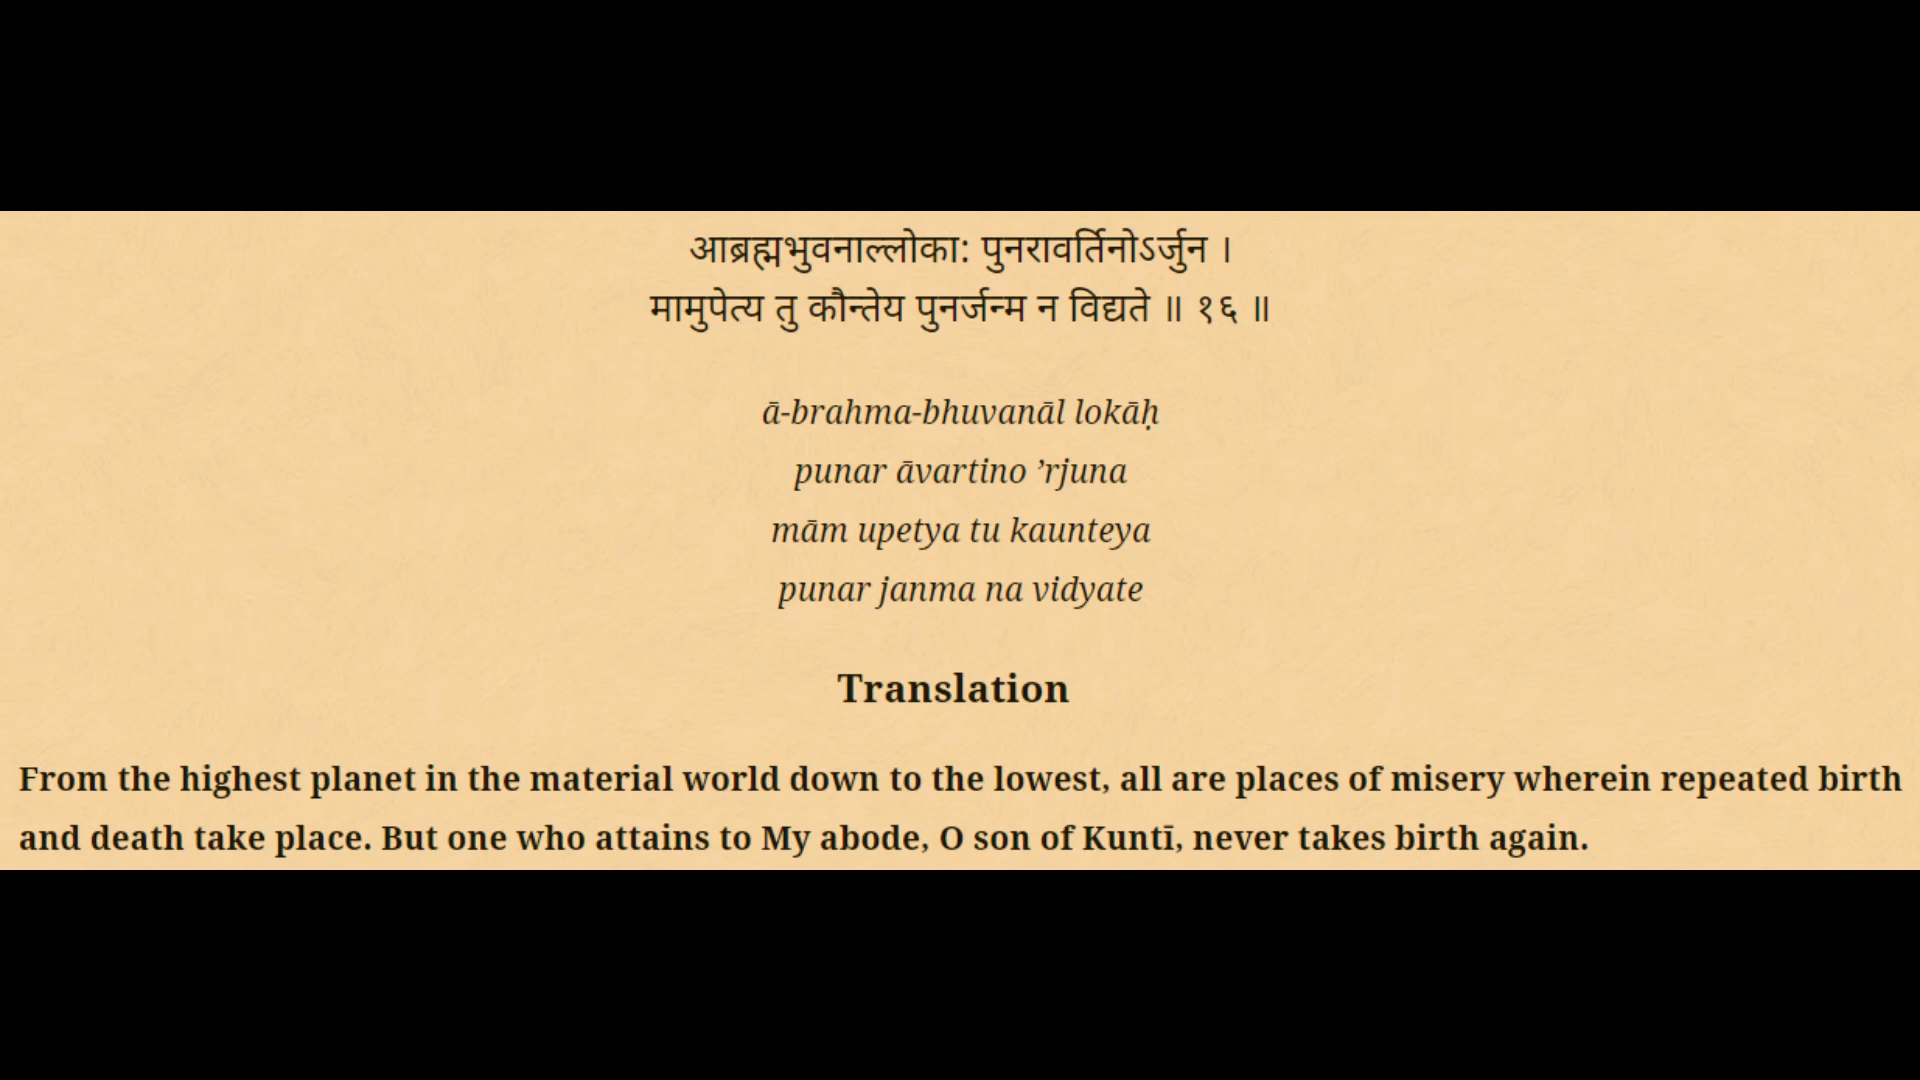 आब्रह्मभुवनाल्ल‍ोका: पुनरावर्तिनोऽर्जुन ।
मामुपेत्य तु कौन्तेय पुनर्जन्म न विद्यते ॥ १६ ॥
ā-brahma-bhuvanāl lokāḥ
punar āvartino ’rjuna
mām upetya tu kaunteya
punar janma na vidyate
Translation
From the highest planet in the material world down to the lowest, all are places of misery wherein repeated birth
and death take place. But one who attains to My abode, O son of Kuntī, never takes birth again.